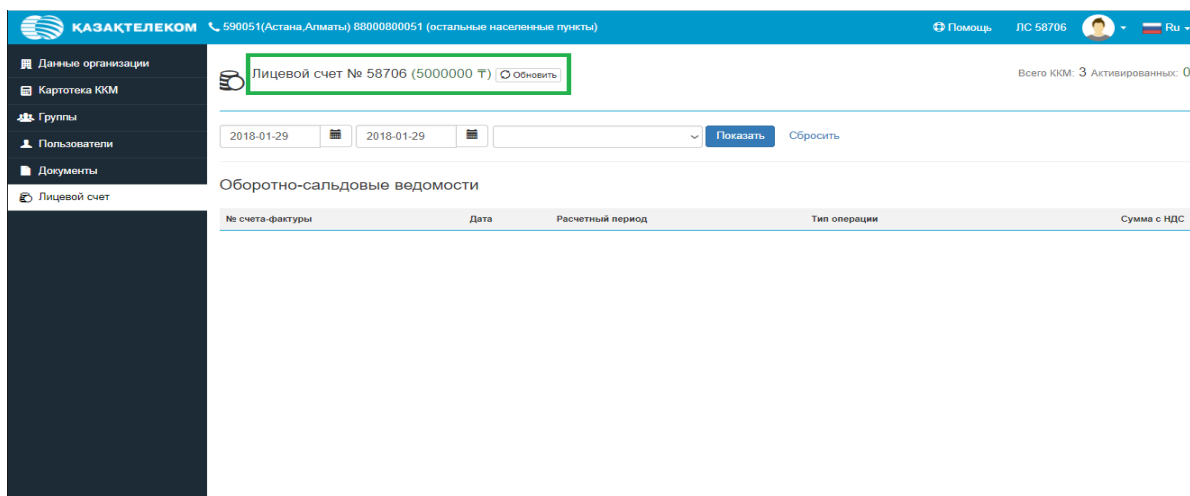 ҚАЗАҚТЕЛЕКОМ 590051(Астана,Алматы) 88000800051 (остальные населенные пункты) Помощь ЛС 58706 Ru
Данные организации
Картотека ККМ
Группы
Пользователи
Документы
Лицевой счет
Лицевой счет № 58706 (5000000 ₸) Обновить
Всего ККМ: 3 Активированных: 0
2018-01-29 2018-01-29 Показать Сбросить
Оборотно-сальдовые ведомости
№ счета-фактуры Дата Расчетный период Тип операции Сумма с НДС